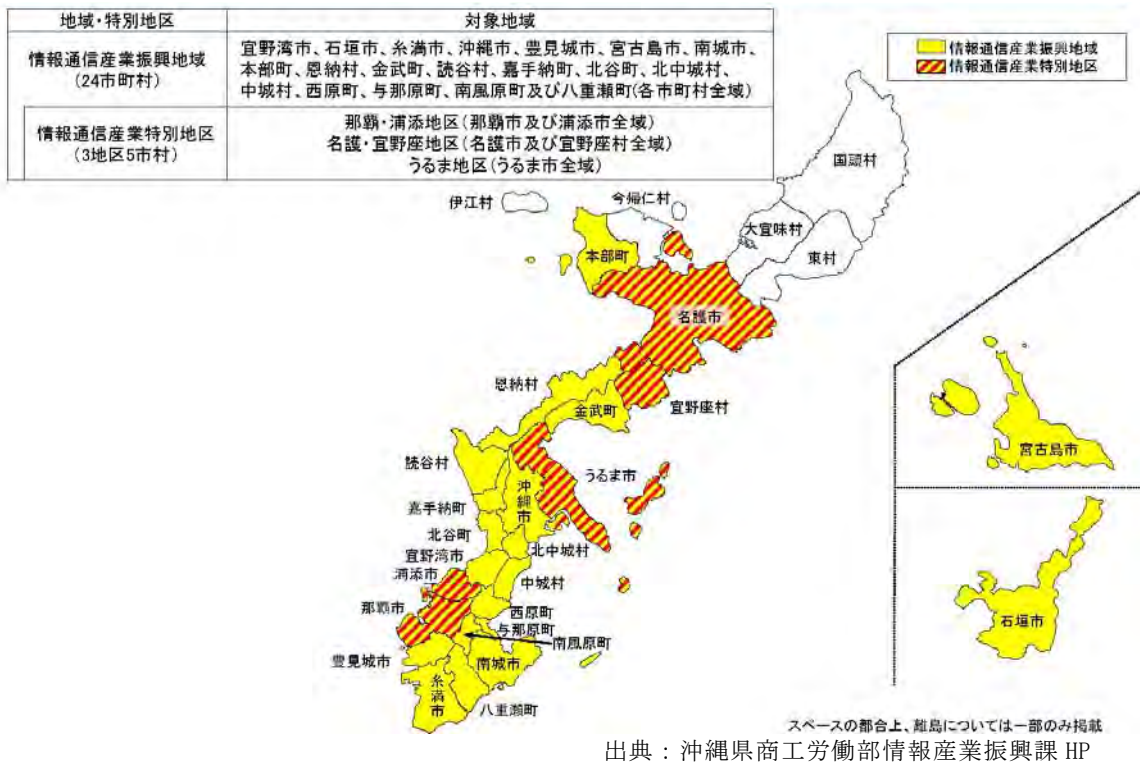 地域・特別地区
対象地域
情報通信産業振興地域
(24市町村)
宜野湾市、石垣市、糸満市、沖縄市、豊見城市、宮古島市、南城市、
本部町、恩納村、金武町、読谷村、嘉手納町、北谷町、北中城村、
中城村、西原町、与那原町、南風原町及び八重瀬町(各市町村全域)
情報通信産業特別地区
(3地区5市村)
那覇・浦添地区(那覇市及び浦添市全域)
名護・宜野座地区(名護市及び宜野座村全域)
うるま地区(うるま市全域)
情報通信産業振興地域
情報通信産業特別地区
国頭村
伊江村
今帰仁村
大宜味村
本部町
東村
名護市
恩納村
金武町
宜野座村
読谷村
うるま市
沖縄市
嘉手納町
北谷町
北中城村
宜野湾市
浦添市
中城村
那覇市
西原町
与那原町
南風原町
豊見城市
南城市
糸満市
八重瀬町
宮古島市
石垣市
スペースの都合上、離島については一部のみ掲載
出典：沖縄県商工労働部情報産業振興課 HP